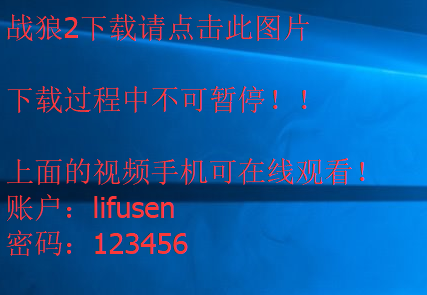 战狼2下载请点击此图片
下载过程中不可暂停！！
上面的视频手机可在线观看！
账户：lifusen
密码：123456